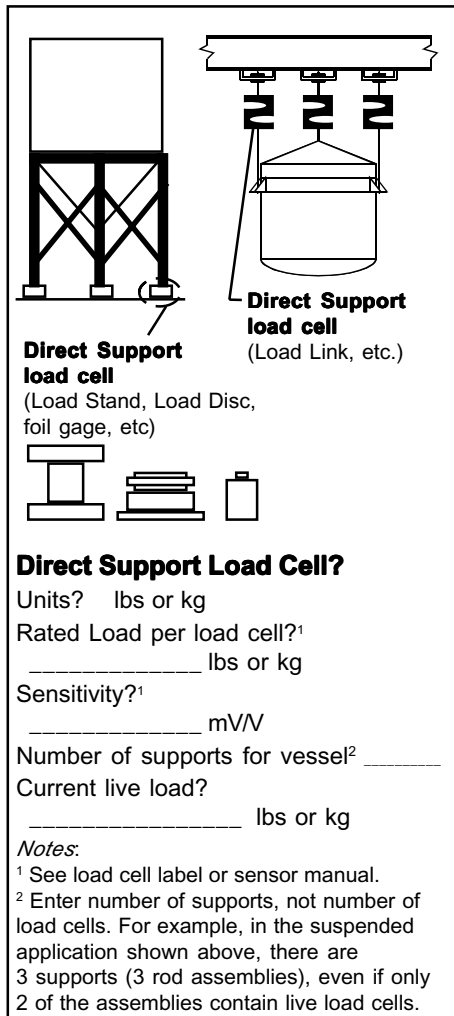 Direct Support
load cell
(Load Link, etc.)
Direct Support
load cell
(Load Stand, Load Disc,
foil gage, etc)
Direct Support Load Cell?
Units? lbs or kg
Rated Load per load cell?¹
_____________ lbs or kg
Sensitivity?¹
_____________ mV/V
Number of supports for vessel² _________
Current live load?
________________ lbs or kg
Notes:
¹ See load cell label or sensor manual.
² Enter number of supports, not number of
load cells. For example, in the suspended
application shown above, there are
3 supports (3 rod assemblies), even if only
2 of the assemblies contain live load cells.